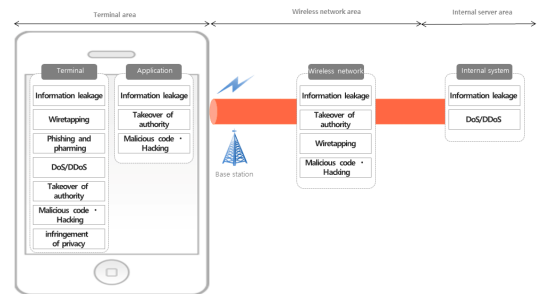 Terminal area
Wireless network area
Internal server area
Terminal
Information leakage
Wiretapping
Phishing and
pharming
DoS/DDoS
Takeover of
authority
Malicious code ·
Hacking
infringement
of privacy
Application
Information leakage
Takeover of
authority
Malicious code ·
Hacking
Base station
Wireless network
Information leakage
Takeover of
authority
Wiretapping
Malicious code ·
Hacking
Internal system
Information leakage
DoS/DDoS